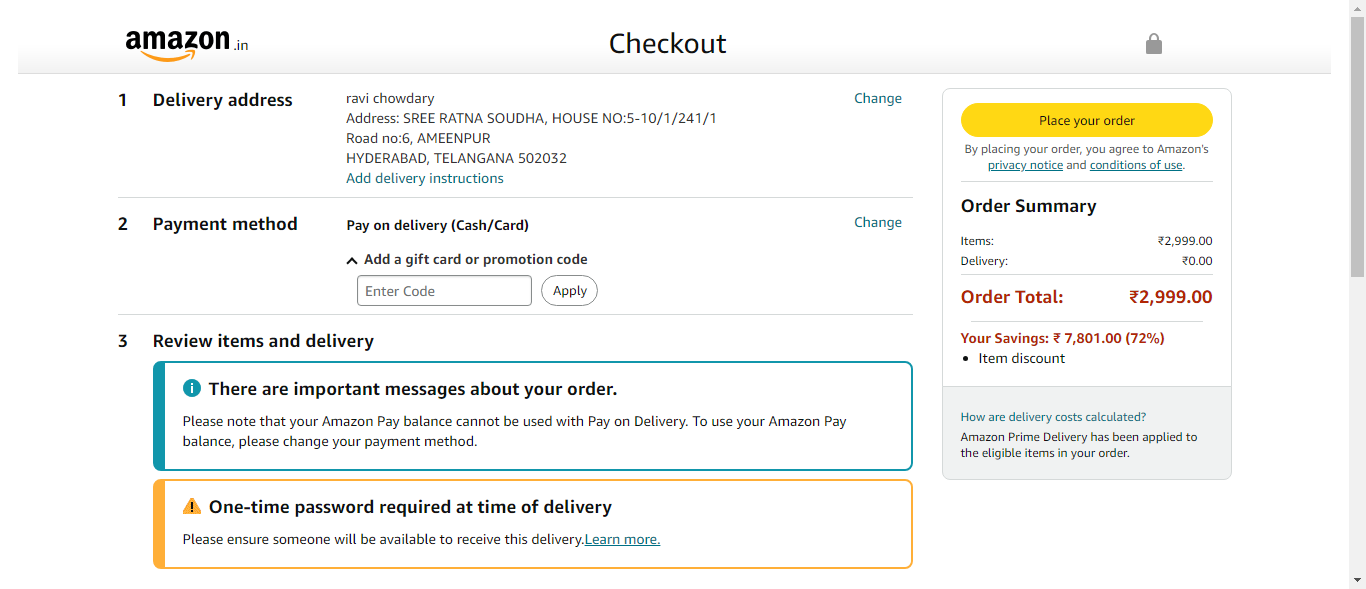 amazon.in
Checkout
1 Delivery address
ravi chowdary
Address: SREE RATNA SOUDHA, HOUSE NO:5-10/1/241/1
Road no:6, AMEENPUR
HYDERABAD, TELANGANA 502032
Add delivery instructions
Change
2 Payment method
Pay on delivery (Cash/Card)
Change
Add a gift card or promotion code
Enter Code
Apply
3 Review items and delivery
There are important messages about your order.
Please note that your Amazon Pay balance cannot be used with Pay on Delivery. To use your Amazon Pay
balance, please change your payment method.
One-time password required at time of delivery
Please ensure someone will be available to receive this delivery.Learn more.
Place your order
By placing your order, you agree to Amazon's
privacy notice and conditions of use.
Order Summary
Items: ₹2,999.00
Delivery: ₹0.00
Order Total: ₹2,999.00
Your Savings: ₹ 7,801.00 (72%)
• Item discount
How are delivery costs calculated?
Amazon Prime Delivery has been applied to
the eligible items in your order.